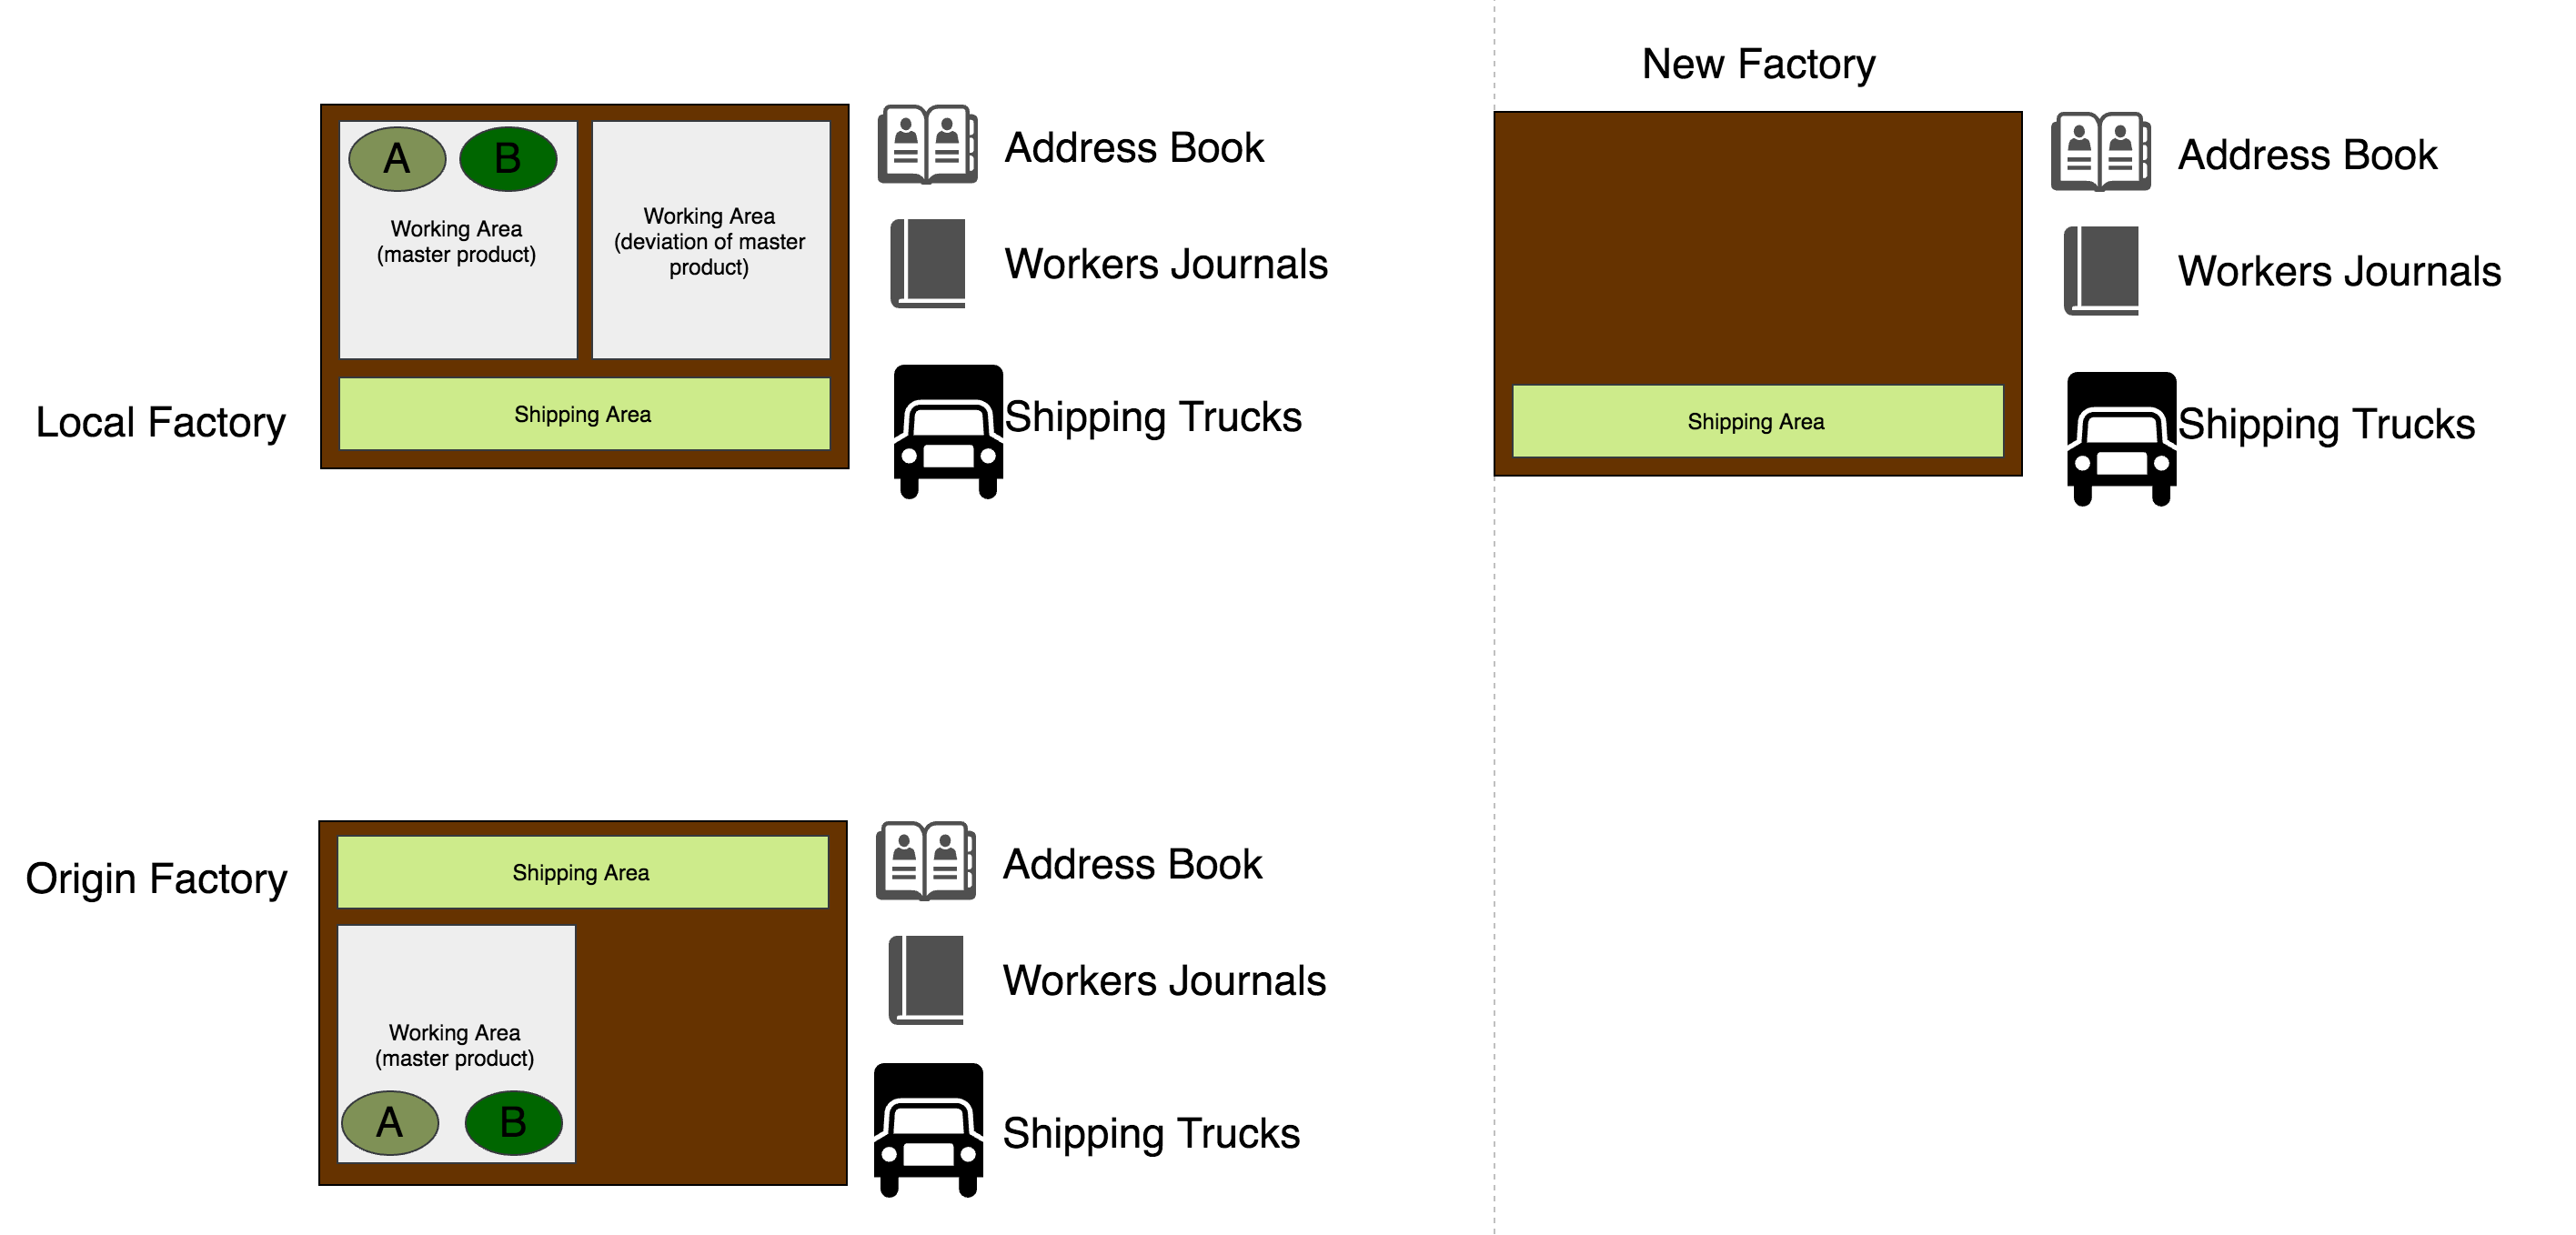 New Factory
A
B
Working Area
(master product)
Working Area
(deviation of master
product)
Shipping Area
Local Factory
Address Book
Workers Journals
Shipping Trucks
Shipping Area
Address Book
Workers Journals
Shipping Trucks
Origin Factory
Shipping Area
Working Area
(master product)
A
B
Address Book
Workers Journals
Shipping Trucks